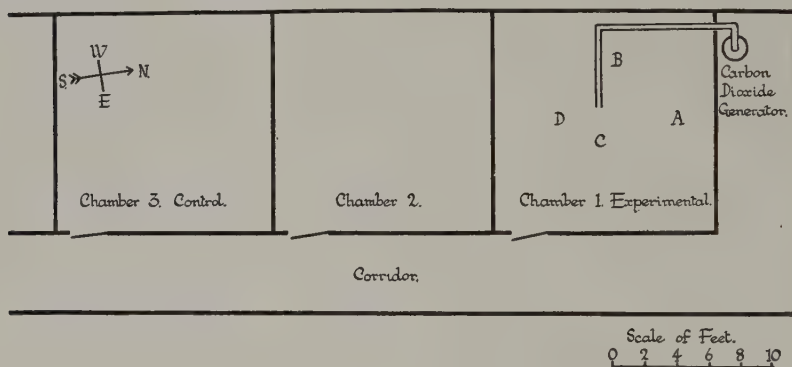 W
S. N.
E
B
D
A
C
Carbon
Dioxide
Generator.
Chamber 3. Control.
Chamber 2.
Chamber 1. Experimental.
Corridor.
Scale of Feet.
0 2 4 6 8 10